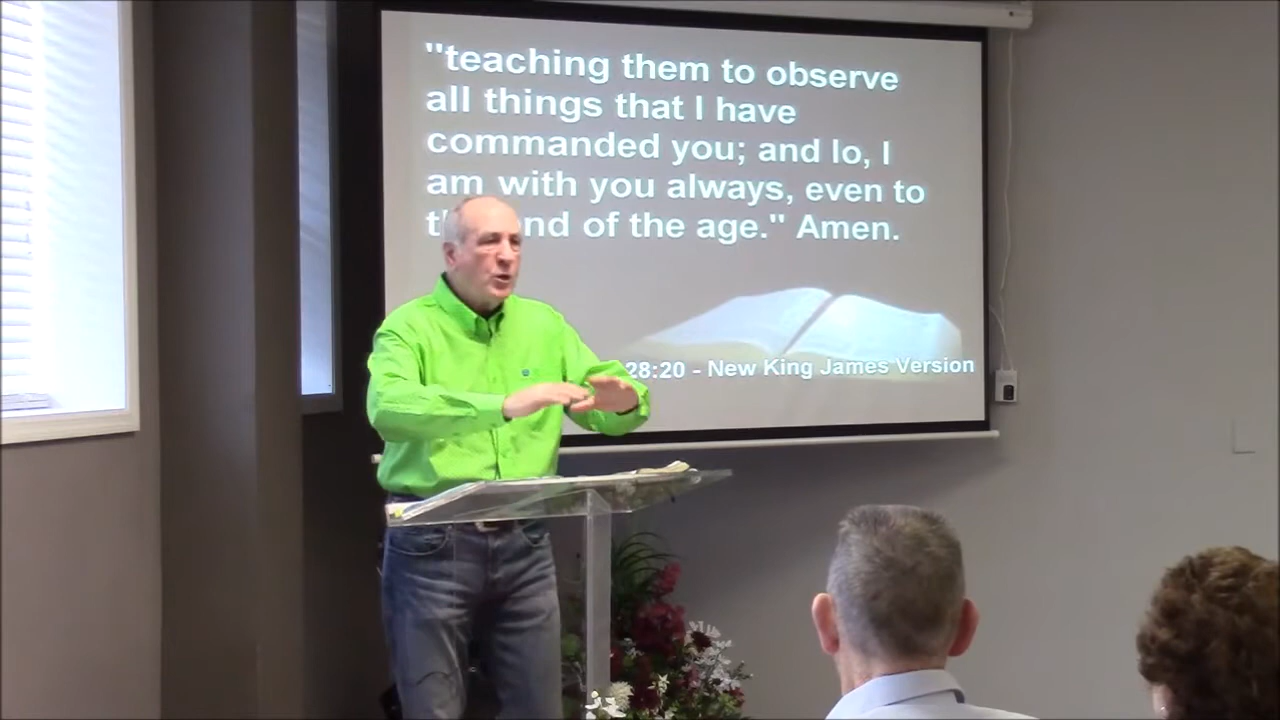 "teaching them to observe
all things that I have
commanded you; and lo, I
am with you always, even to
end of the age." Amen.
28:20 - New King James Version